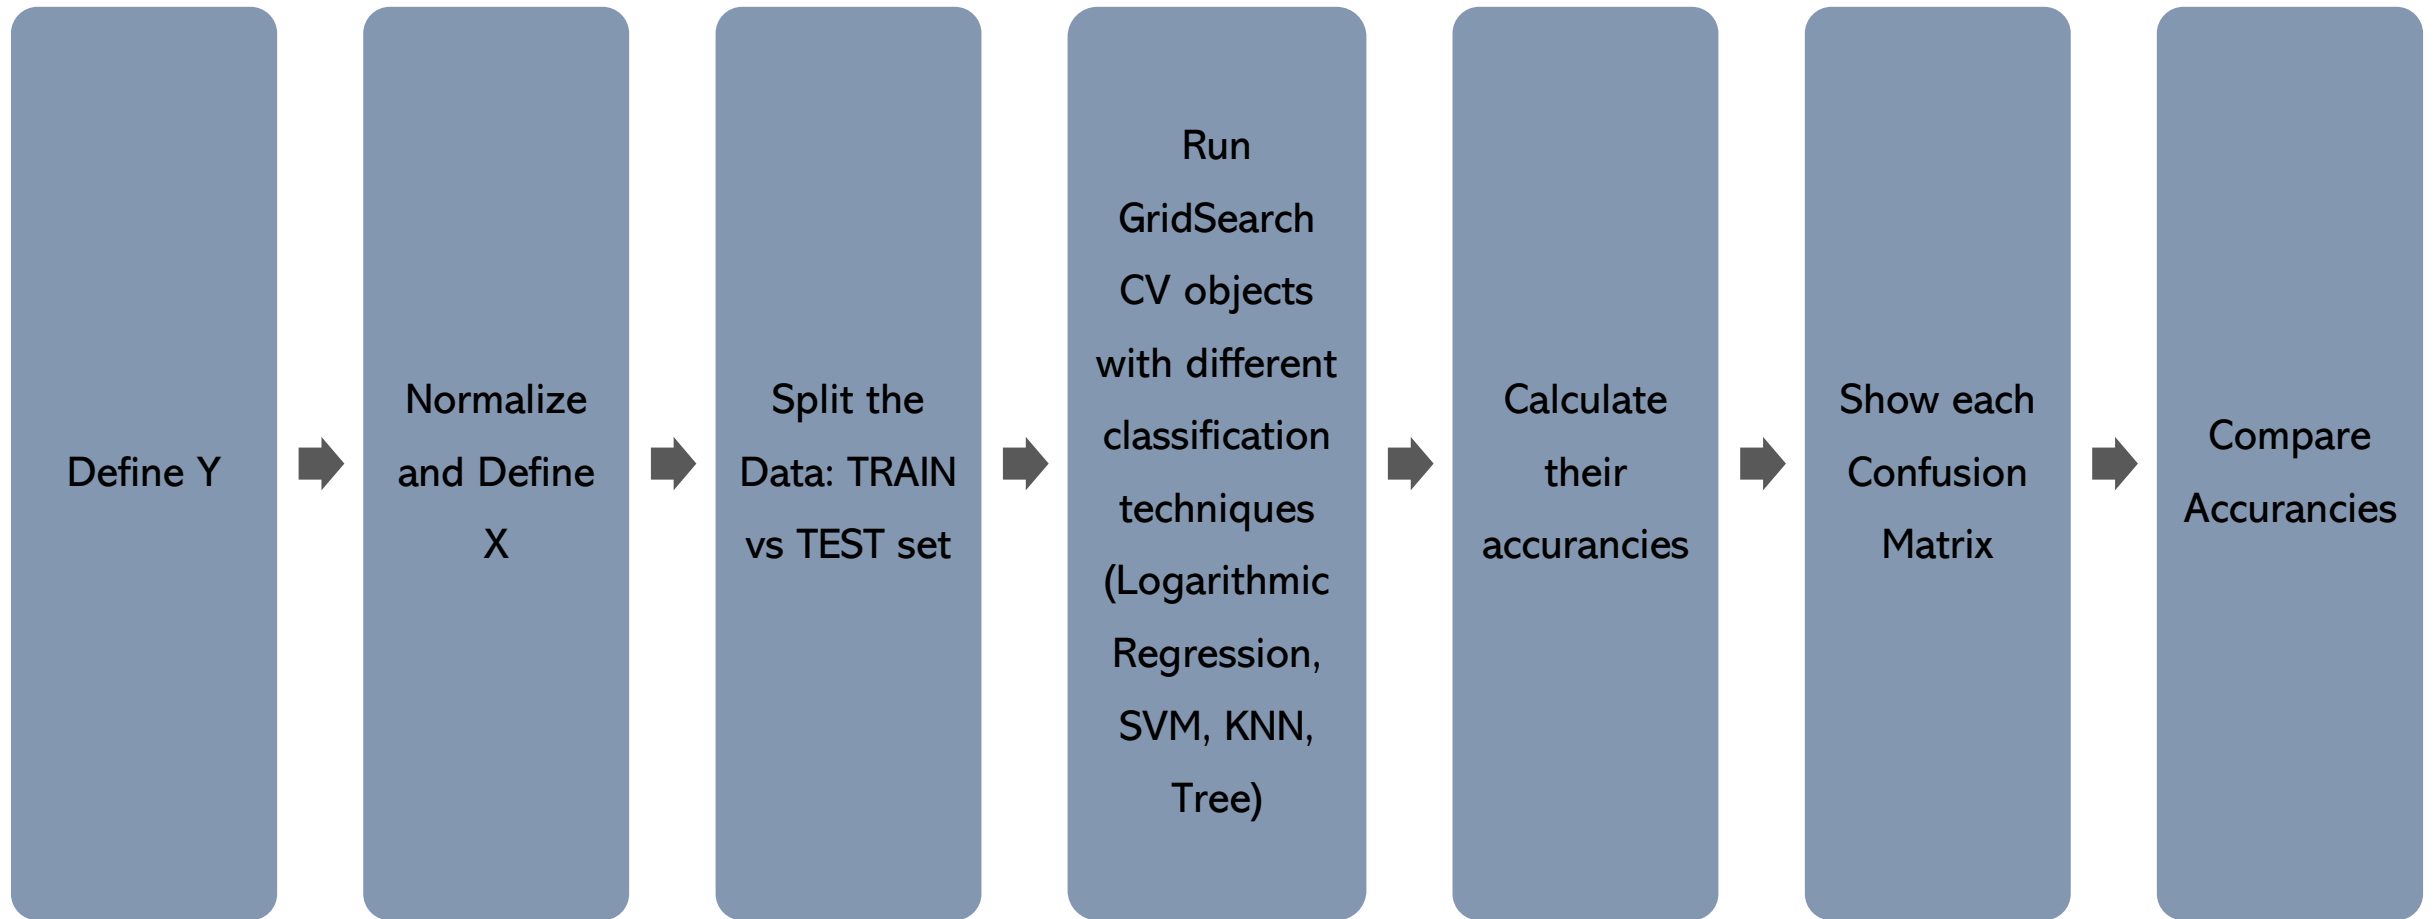 Define Y
Normalize
and Define
X
Split the
Data: TRAIN
vs TEST set
Run
GridSearch
CV objects
with different
classification
techniques
(Logarithmic
Regression,
SVM, KNN,
Tree)
Calculate
their
accurancies
Show each
Confusion
Matrix
Compare
Accurancies